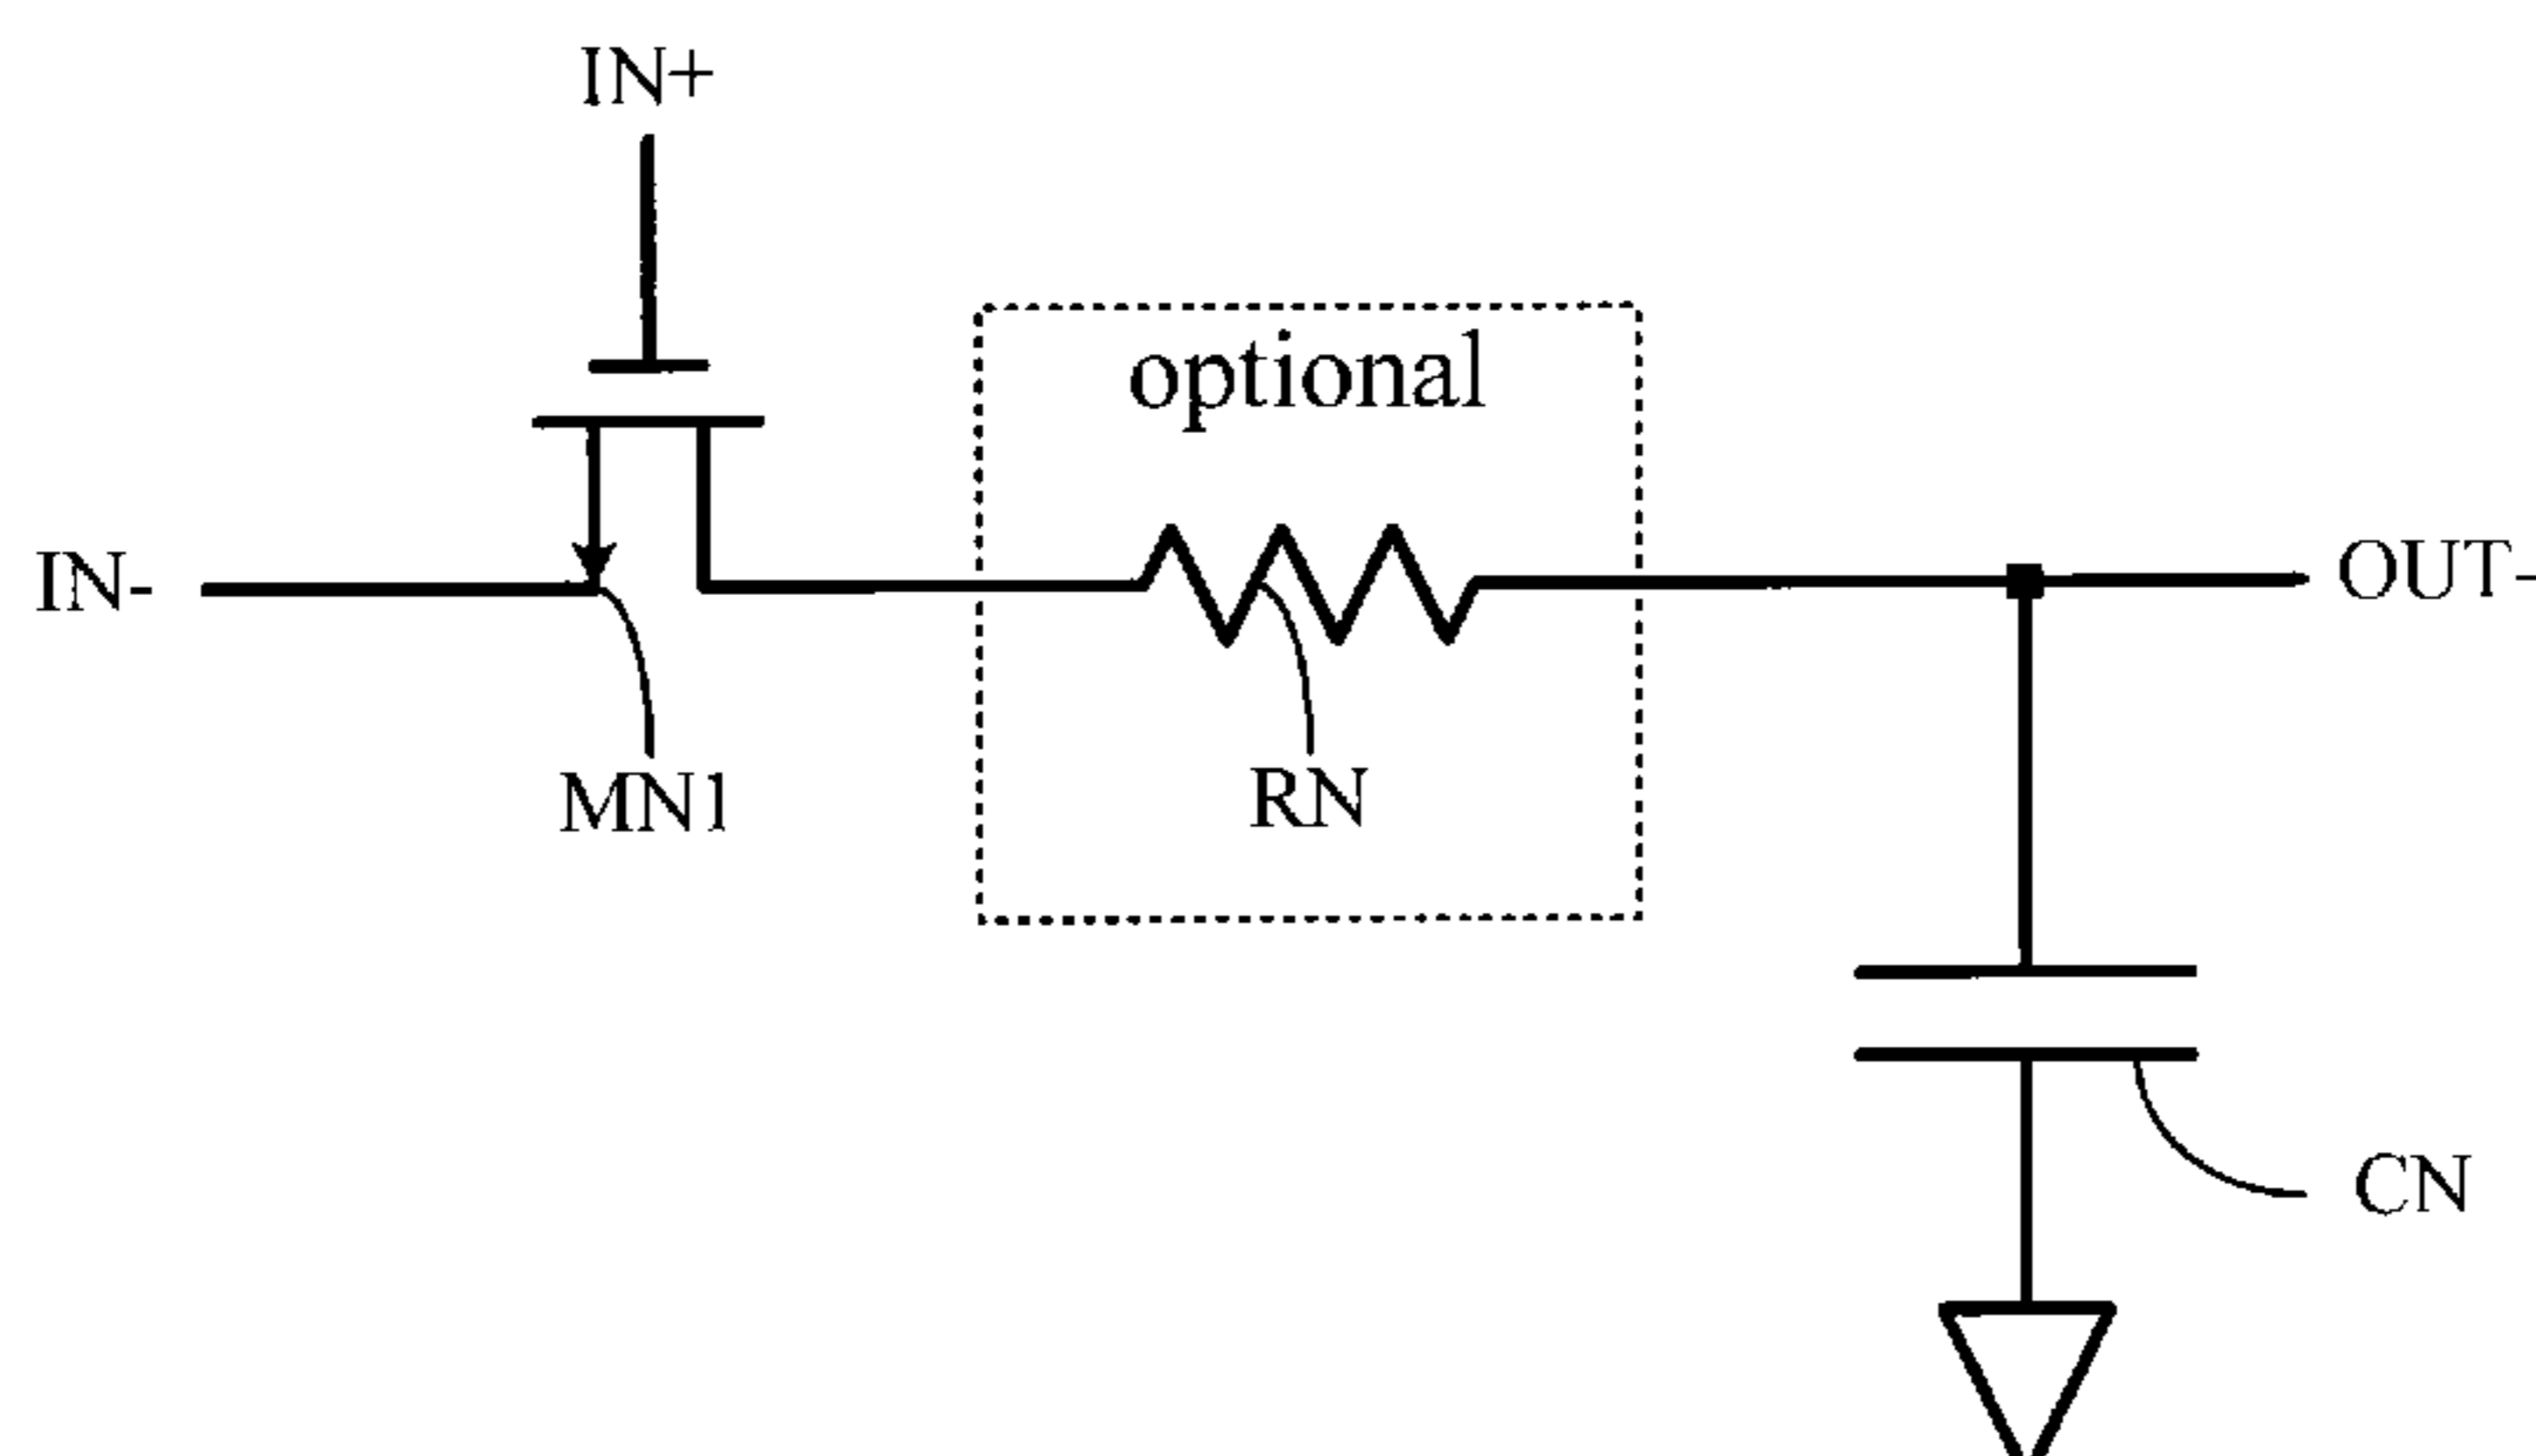 IN+
optional
IN-
OUT-
MN1
RN
CN